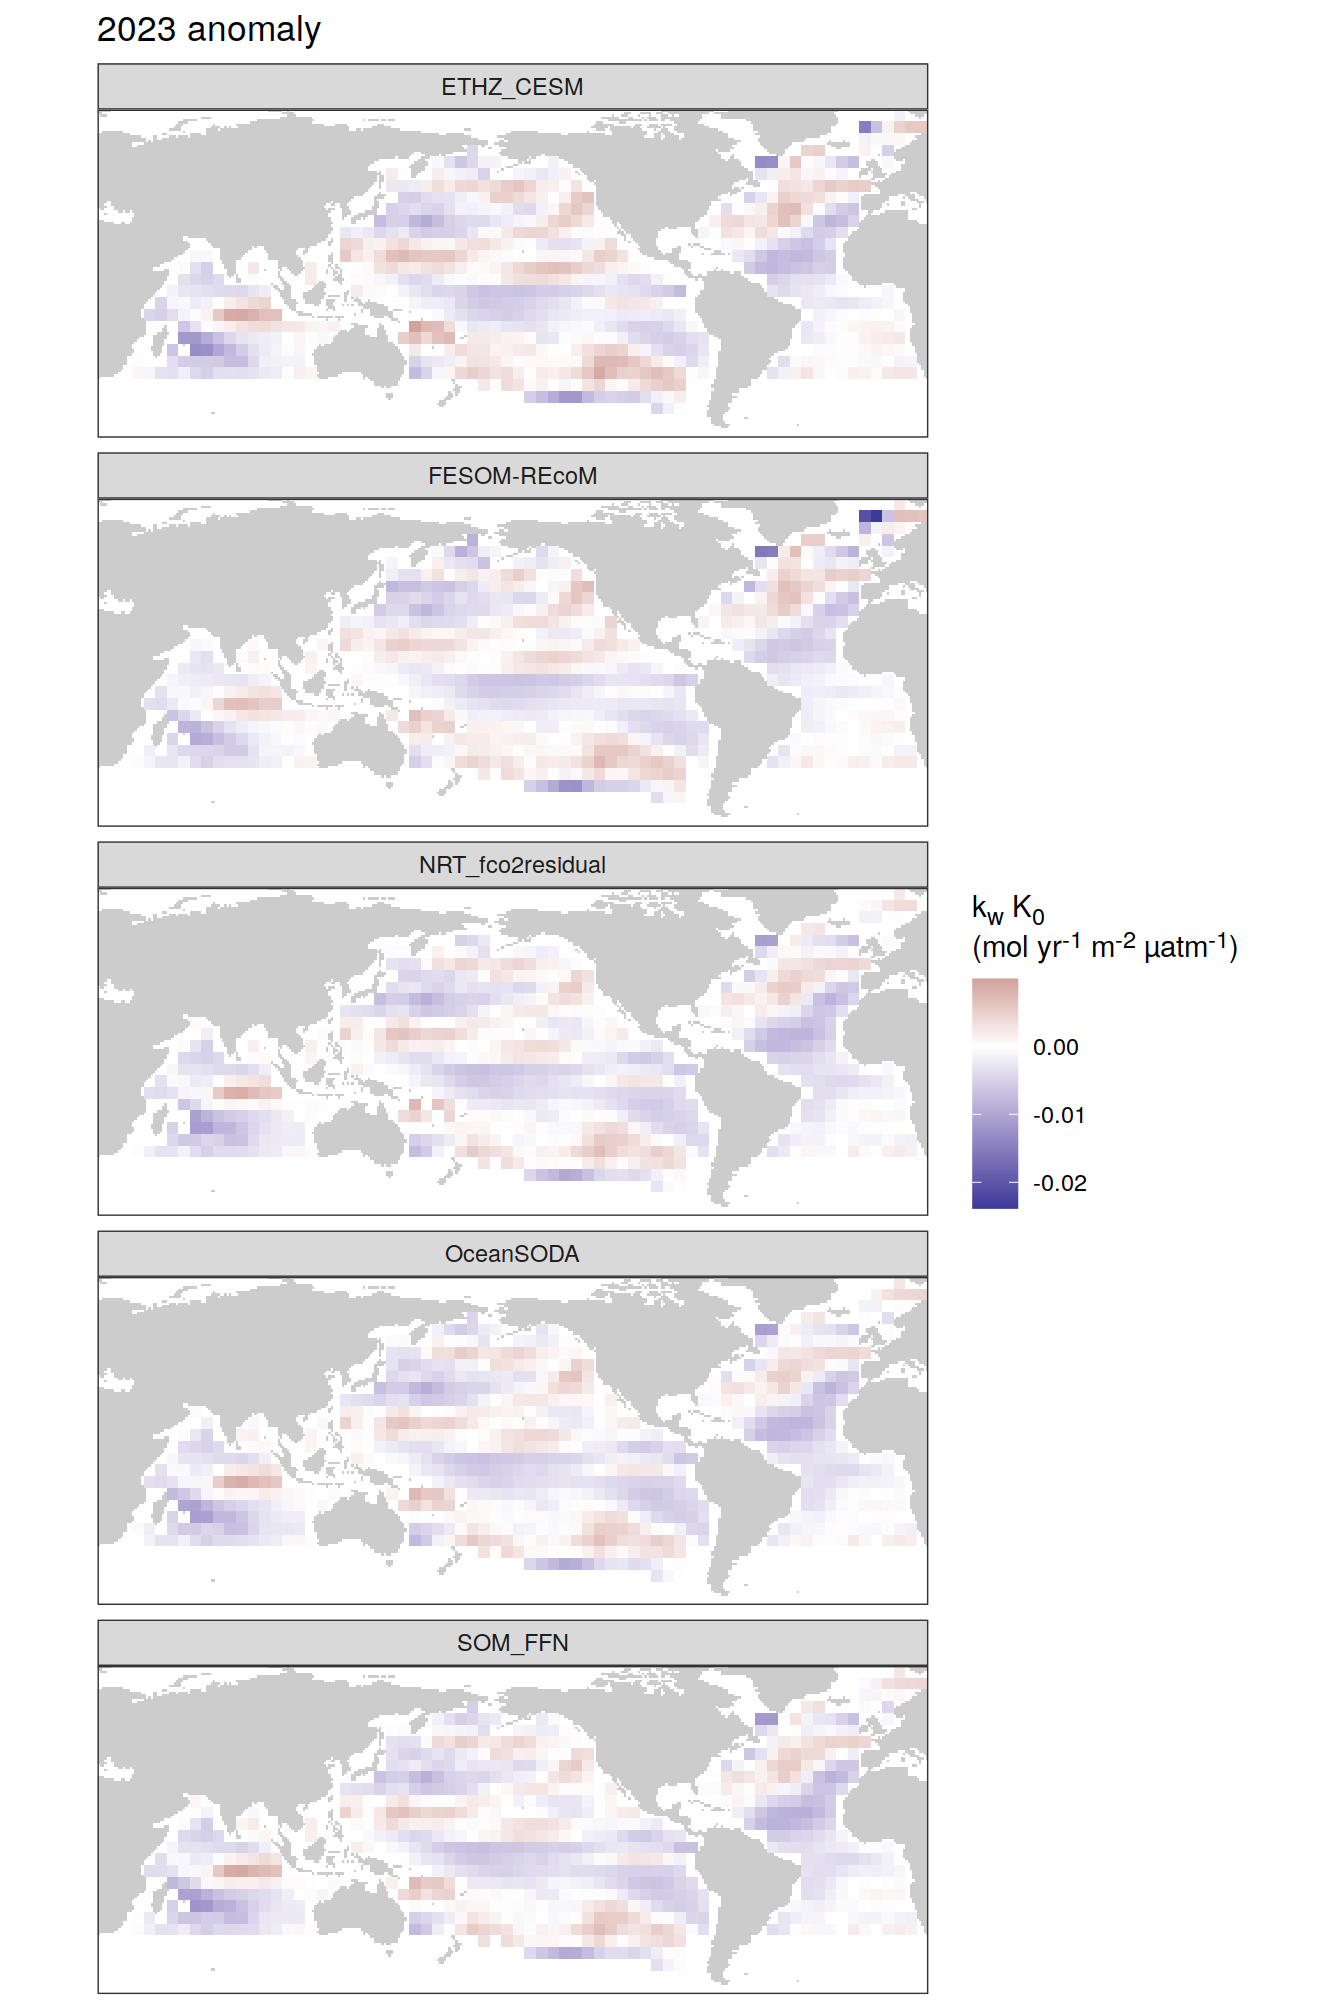 2023 anomaly
ETHZ_CESM
FESOM-REcoM
NRT_fco2residual
kw K0
(mol yr-1 m-2 µatm-1)
0.00
-0.01
-0.02
OceanSODA
SOM_FFN